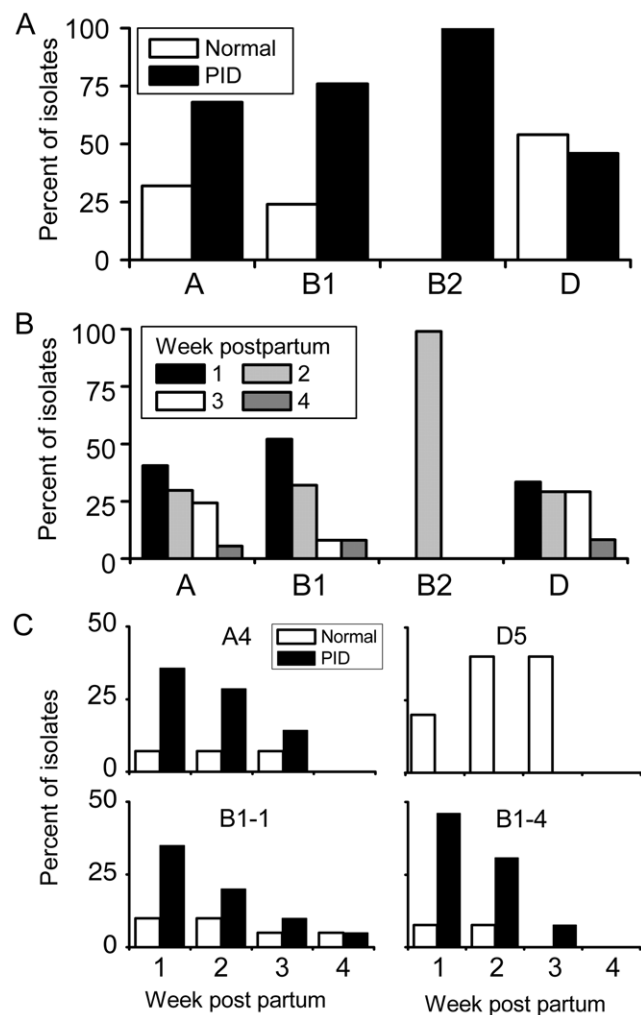 A
Percent of isolates
100
75
50
25
0
Normal
PID
A B1 B2 D
B
Percent of isolates
100
75
50
25
0
Week postpartum
1 2
3 4
A B1 B2 D
C
Percent of isolates
50
25
0
A4
Normal
PID
D5
50
25
0
B1-1
B1-4
1 2 3 4 1 2 3 4
Week post partum Week post partum